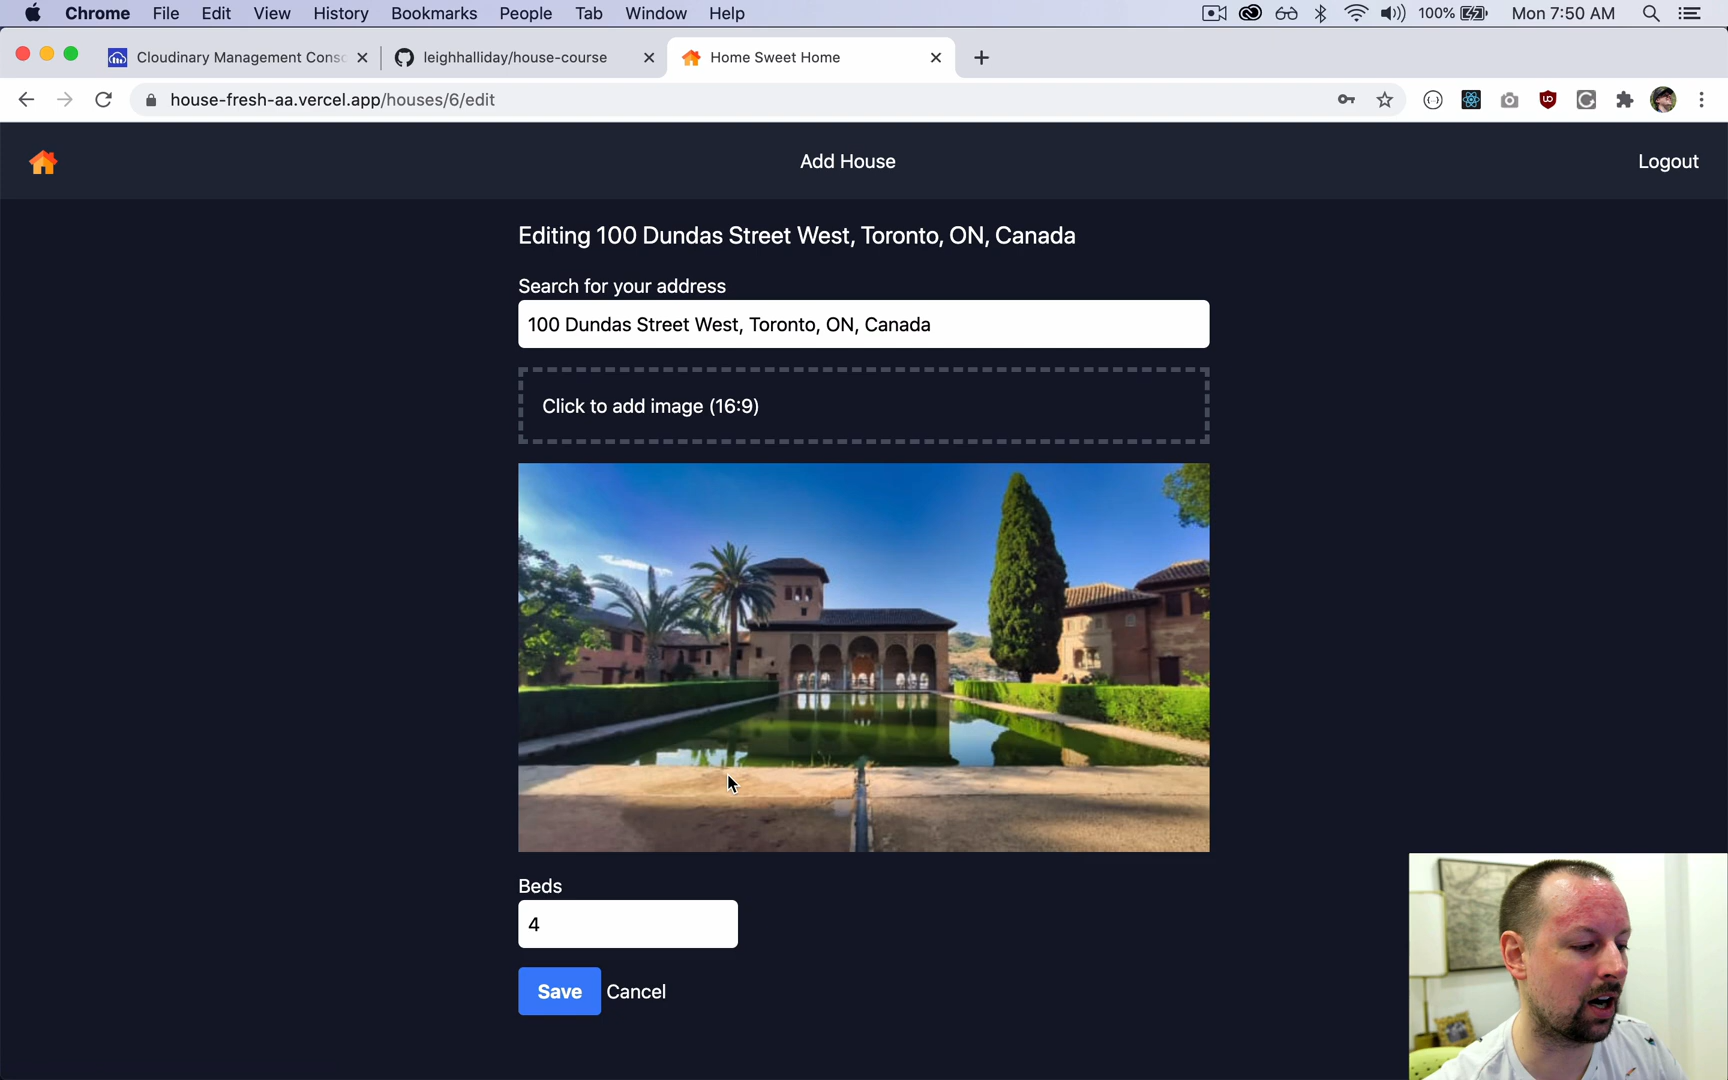 Chrome File Edit View History Bookmarks People Tab Window Help 100% Mon 7:50 AM
Cloudinary Management Conso leighhalliday/house-course Home Sweet Home
house-fresh-aa.vercel.app/houses/6/edit
Add House Logout
Editing 100 Dundas Street West, Toronto, ON, Canada
Search for your address
100 Dundas Street West, Toronto, ON, Canada
Click to add image (16:9)
Beds
4
Save Cancel